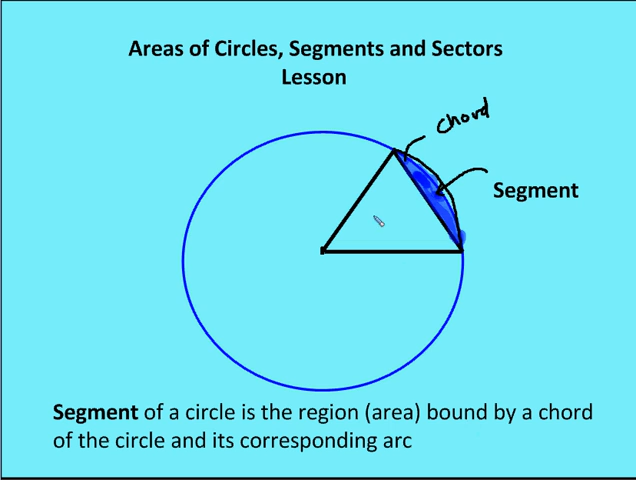 Areas of Circles, Segments and Sectors
Lesson
Chord
Segment
Segment of a circle is the region (area) bound by a chord
of the circle and its corresponding arc